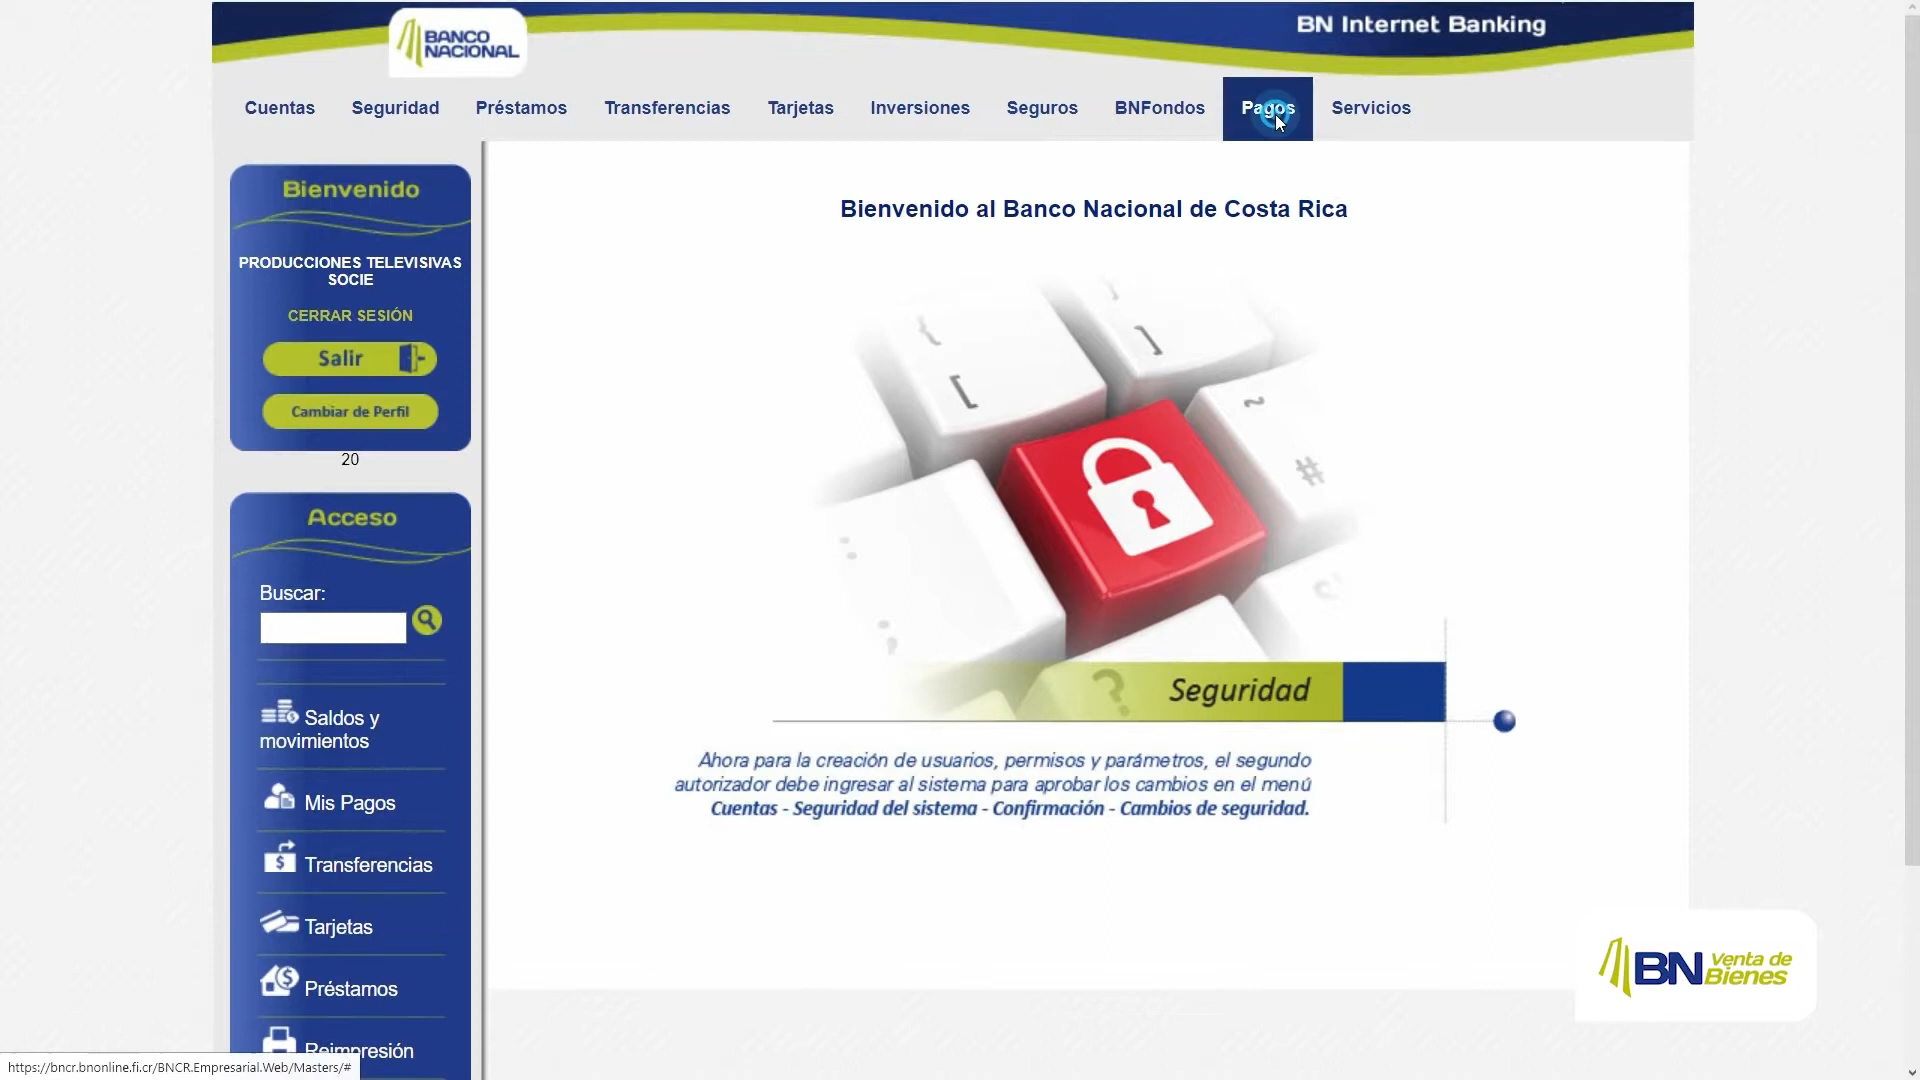 BANCO
NACIONAL
BN Internet Banking
Cuentas
Seguridad
Préstamos
Transferencias
Tarjetas
Inversiones
Seguros
BNFondos
Pagos
Servicios
Bienvenido
PRODUCCIONES TELEVISIVAS
SOCIE
CERRAR SESIÓN
Salir
Cambiar de Perfil
20
Acceso
Buscar:
Saldos y
movimientos
Mis Pagos
Transferencias
Tarjetas
Préstamos
Reimpresión
Bienvenido al Banco Nacional de Costa Rica
{
[
]
~
#
:
;
?
Seguridad
Ahora para la creación de usuarios, permisos y parámetros, el segundo
autorizador debe ingresar al sistema para aprobar los cambios en el menú
Cuentas - Seguridad del sistema - Confirmación - Cambios de seguridad.
BN Venta de
Bienes
https://bncr.bnonline.fi.cr/BNCR.Empresarial.Web/Masters/#